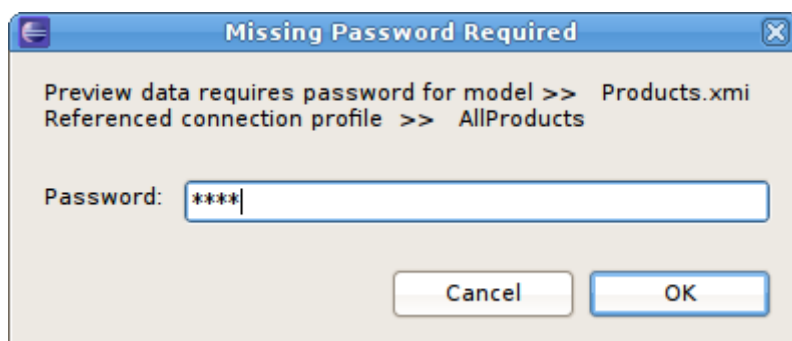 Missing Password Required
Preview data requires password for model >> Products.xmi
Referenced connection profile >> AllProducts
Password: ****
Cancel OK